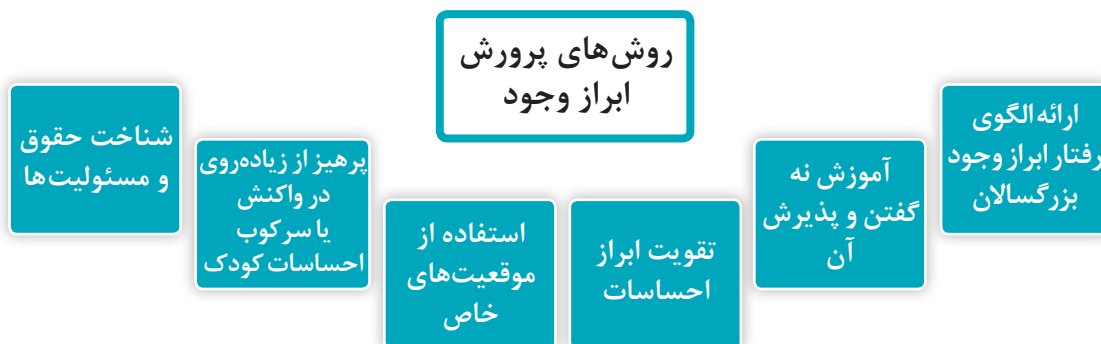 روش‌های پرورش
ابراز وجود
ارائه الگوی
رفتار ابراز وجود
بزرگسالان
آموزش نه
گفتن و پذیرش
آن
تقویت ابراز
احساسات
استفاده از
موقعیت‌های
خاص
پرهیز از زیاده‌روی
در واکنش
یا سرکوب
احساسات کودک
شناخت حقوق
و مسئولیت‌ها